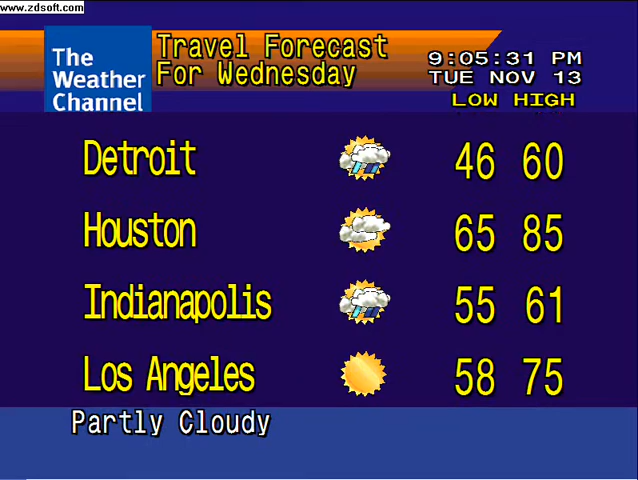 www.zdsoft.com
The Weather Channel
Travel Forecast
For Wednesday
9:05:31 PM
TUE NOV 13
LOW HIGH
Detroit 46 60
Houston 65 85
Indianapolis 55 61
Los Angeles 58 75
Partly Cloudy